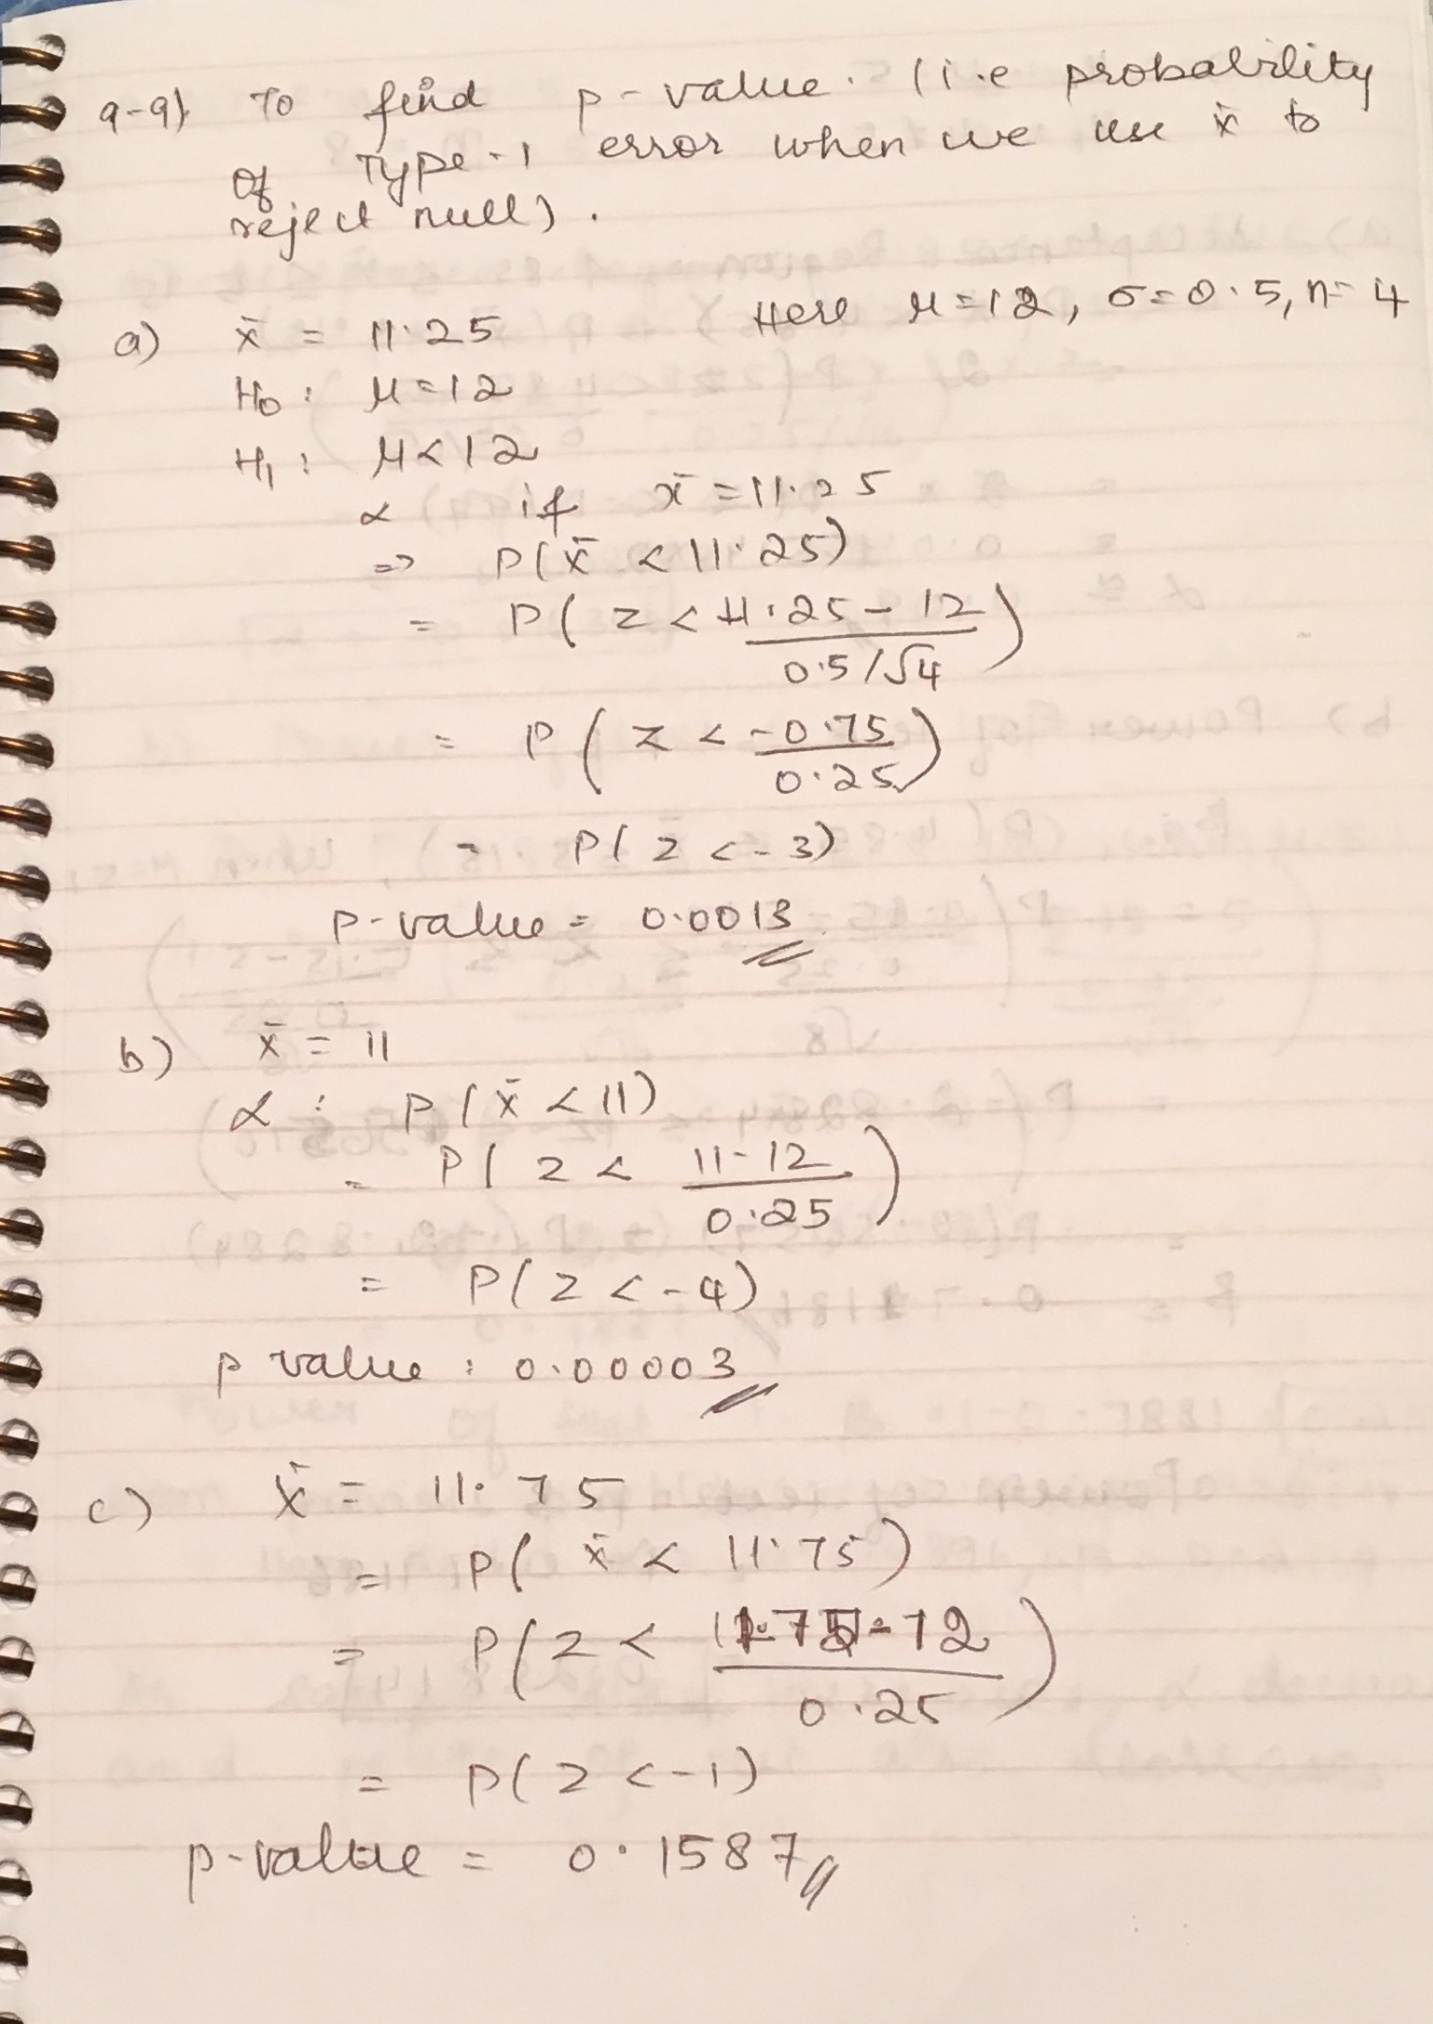 9-9) To find p-value. (i.e probability
of Type-1 error when we use x̄ to
reject null).
Here μ=12, σ=0.5, n=4
a) x̄ = 11.25
H₀: μ=12
H₁: μ<12
α if x̄ = 11.25
=> P(x̄ < 11.25)
= P( z < 11.25 - 12 / 0.5/√4 )
= P( z < -0.75 / 0.25 )
= P( z < -3)
p-value = 0.0013
b) x̄ = 11
α : P(x̄ < 11)
= P( z < 11-12 / 0.25 )
= P( z < -4)
p value : 0.00003
c) x̄ = 11.75
= P( x̄ < 11.75)
= P( z < 11.75-12 / 0.25 )
= P( z < -1)
p-value = 0.1587